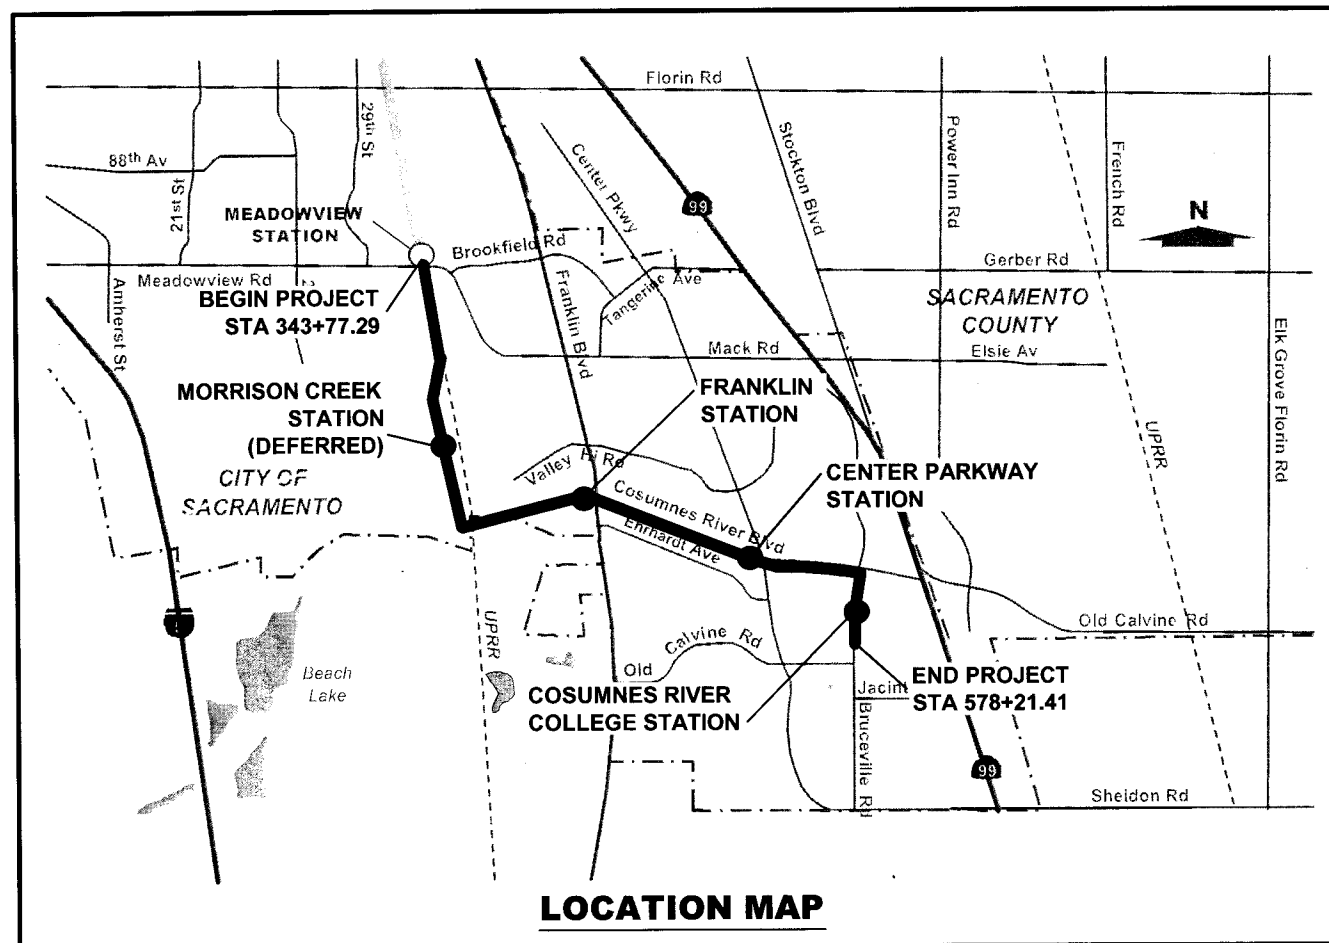 Florin Rd
29th St
88th Av
21st St
Center Pkwy
Stockton Blvd
Power Inn Rd
French Rd
99
N
MEADOWVIEW
STATION
Brookfield Rd
Meadowview Rd
Gerber Rd
Amherst St
BEGIN PROJECT
STA 343+77.29
Franklin Blvd
Tangerine Ave
SACRAMENTO
COUNTY
Elk Grove Florin Rd
Mack Rd
Elsie Av
MORRISON CREEK
STATION
(DEFERRED)
FRANKLIN
STATION
UPRR
CITY OF
SACRAMENTO
Valley Hi Rd
CENTER PARKWAY
STATION
Cosumnes River Blvd
Ehrhardt Ave
UPRR
Old Calvine Rd
Beach
Lake
Old Calvine Rd
COSUMNES RIVER
COLLEGE STATION
END PROJECT
STA 578+21.41
Jacint
Bruceville Rd
99
Sheldon Rd
LOCATION MAP